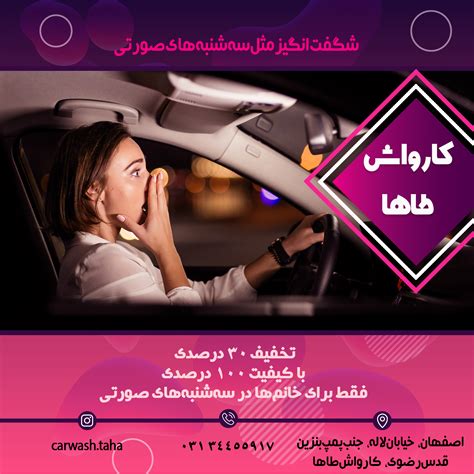 شگفت‌انگیز مثل سه‌شنبه‌های صورتی
کارواش
طاها
تخفیف ۳۰ درصدی
با کیفیت ۱۰۰ درصدی
فقط برای خانم‌ها در سه‌شنبه‌های صورتی
اصفهان، خیابان لاله، جنب پمپ بنزین
قدس رضوی، کارواش طاها
۰۳۱ ۳۴۴۵۵۹۱۷
carwash.taha